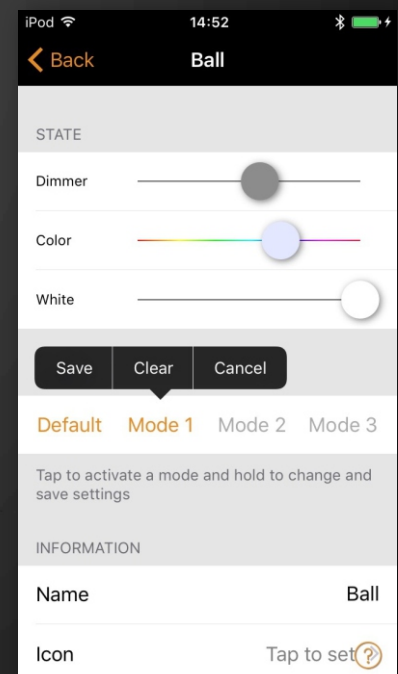 iPod 14:52
Back Ball
STATE
Dimmer
Color
White
Save Clear Cancel
Default Mode 1 Mode 2 Mode 3
Tap to activate a mode and hold to change and
save settings
INFORMATION
Name Ball
Icon Tap to set ?